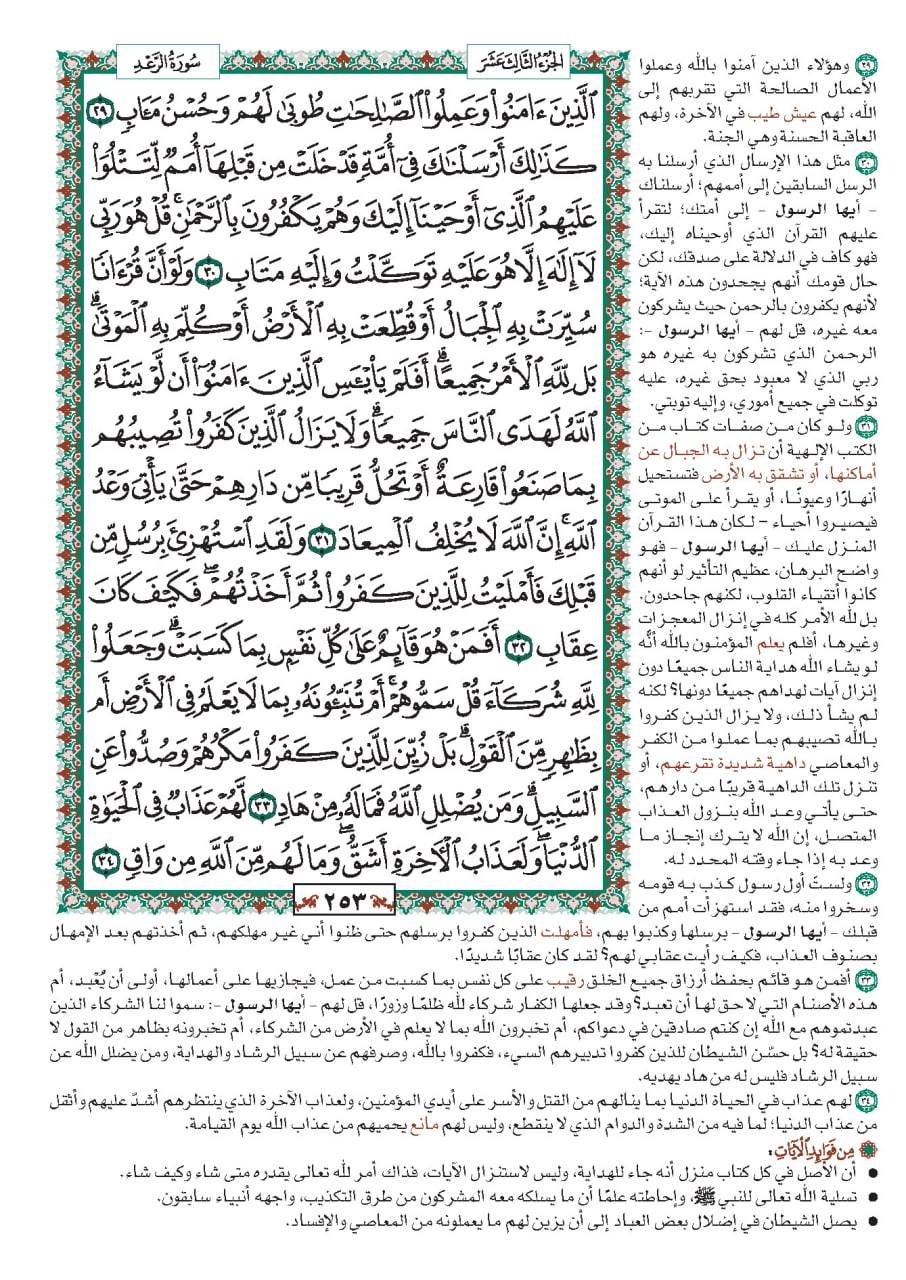 الجزء الثالث عشر
سورة الرعد
ٱلَّذِينَ ءَامَنُوا۟ وَعَمِلُوا۟ ٱلصَّٰلِحَٰتِ طُوبَىٰ لَهُمْ وَحُسْنُ مَـَٔابٍ ٢٩
كَذَٰلِكَ أَرْسَلْنَٰكَ فِىٓ أُمَّةٍ قَدْ خَلَتْ مِن قَبْلِهَآ أُمَمٌ لِّتَتْلُوَا۟
عَلَيْهِمُ ٱلَّذِىٓ أَوْحَيْنَآ إِلَيْكَ وَهُمْ يَكْفُرُونَ بِٱلرَّحْمَٰنِ ۚ قُلْ هُوَ رَبِّى
لَآ إِلَٰهَ إِلَّا هُوَ عَلَيْهِ تَوَكَّلْتُ وَإِلَيْهِ مَتَابِ ٣٠ وَلَوْ أَنَّ قُرْءَانًا
سُيِّرَتْ بِهِ ٱلْجِبَالُ أَوْ قُطِّعَتْ بِهِ ٱلْأَرْضُ أَوْ كُلِّمَ بِهِ ٱلْمَوْتَىٰ ۗ
بَل لِّلَّهِ ٱلْأَمْرُ جَمِيعًا ۗ أَفَلَمْ يَا۟يْـَٔسِ ٱلَّذِينَ ءَامَنُوٓا۟ أَن لَّوْ يَشَآءُ
ٱللَّهُ لَهَدَى ٱلنَّاسَ جَمِيعًا ۗ وَلَا يَزَالُ ٱلَّذِينَ كَفَرُوا۟ تُصِيبُهُم
بِمَا صَنَعُوا۟ قَارِعَةٌ أَوْ تَحُلُّ قَرِيبًا مِّن دَارِهِمْ حَتَّىٰ يَأْتِىَ وَعْدُ
ٱللَّهِ ۚ إِنَّ ٱللَّهَ لَا يُخْلِفُ ٱلْمِيعَادَ ٣١ وَلَقَدِ ٱسْتُهْزِئَ بِرُسُلٍ مِّن
قَبْلِكَ فَأَمْلَيْتُ لِلَّذِينَ كَفَرُوا۟ ثُمَّ أَخَذْتُهُمْ ۖ فَكَيْفَ كَانَ
عِقَابِ ٣٢ أَفَمَنْ هُوَ قَآئِمٌ عَلَىٰ كُلِّ نَفْسٍۭ بِمَا كَسَبَتْ ۗ وَجَعَلُوا۟
لِلَّهِ شُرَكَآءَ قُلْ سَمُّوهُمْ ۚ أَمْ تُنَبِّـُٔونَهُۥ بِمَا لَا يَعْلَمُ فِى ٱلْأَرْضِ أَم
بِظَٰهِرٍ مِّنَ ٱلْقَوْلِ ۗ بَلْ زُيِّنَ لِلَّذِينَ كَفَرُوا۟ مَكْرُهُمْ وَصُدُّوا۟ عَنِ
ٱلسَّبِيلِ ۗ وَمَن يُضْلِلِ ٱللَّهُ فَمَا لَهُۥ مِنْ هَادٍ ٣٣ لَّهُمْ عَذَابٌ فِى ٱلْحَيَوٰةِ
ٱلدُّنْيَا ۖ وَلَعَذَابُ ٱلْءَاخِرَةِ أَشَقُّ ۖ وَمَا لَهُم مِّنَ ٱللَّهِ مِن وَاقٍ ٣٤
٢٥٣
٢٩ وهؤلاء الذين آمنوا بالله وعملوا
الأعمال الصالحة التي تقربهم إلى
الله، لهم عيش طيب في الآخرة، ولهم
العاقبة الحسنة وهي الجنة.
٣٠ مثل هذا الإرسال الذي أرسلنا به
الرسل السابقين إلى أممهم؛ أرسلناك
- أيها الرسول - إلى أمتك؛ لتقرأ
عليهم القرآن الذي أوحيناه إليك،
فهو كاف في الدلالة على صدقك، لكن
حال قومك أنهم يجحدون هذه الآية؛
لأنهم يكفرون بالرحمن حيث يشركون
معه غيره، قل لهم - أيها الرسول -:
الرحمن الذي تشركون به غيره هو
ربي الذي لا معبود بحق غيره، عليه
توكلت في جميع أموري، وإليه توبتي.
٣١ ولو كان من صفات كتاب من
الكتب الإلهية أن تزال به الجبال عن
أماكنها، أو تشقق به الأرض فتستحيل
أنهارًا وعيونًا، أو يقرأ على الموتى
فيصيروا أحياء - لكان هذا القرآن
المنزل عليك - أيها الرسول - فهو
واضح البرهان، عظيم التأثير لو أنهم
كانوا أتقياء القلوب، لكنهم جاحدون.
بل لله الأمر كله في إنزال المعجزات
وغيرها، أفلم يعلم المؤمنون بالله أنَّه
لو يشاء الله هداية الناس جميعًا دون
إنزال آيات لهداهم جميعًا دونها؟ لكنه
لم يشأ ذلك، ولا يزال الذين كفروا
بالله تصيبهم بما عملوا من الكفر
والمعاصي داهية شديدة تقرعهم، أو
تنزل تلك الداهية قريبًا من دارهم،
حتى يأتي وعد الله بنزول العذاب
المتصل، إن الله لا يترك إنجاز ما
وعد به إذا جاء وقته المحدد له.
٣٢ ولستَ أول رسول كذب به قومه
وسخروا منه، فقد استهزأت أمم من
قبلك - أيها الرسول - برسلها وكذبوا بهم، فأمهلت الذين كفروا برسلهم حتى ظنوا أني غير مهلكهم، ثم أخذتهم بعد الإمهال
بصنوف العذاب، فكيف رأيت عقابي لهم؟ لقد كان عقابًا شديدًا.
٣٣ أفمن هو قائم بحفظ أرزاق جميع الخلق رقيب على كل نفس بما كسبت من عمل، فيجازيها على أعمالها، أولى أن يُعْبد، أم
هذه الأصنام التي لا حق لها أن تعبد؟ وقد جعلها الكفار شركاء لله ظلمًا وزورًا، قل لهم - أيها الرسول -: سموا لنا الشركاء الذين
عبدتموهم مع الله إن كنتم صادقين في دعواكم، أم تخبرون الله بما لا يعلم في الأرض من الشركاء، أم تخبرونه بظاهر من القول لا
حقيقة له؟ بل حسَّن الشيطان للذين كفروا تدبيرهم السيء، فكفروا بالله، وصرفهم عن سبيل الرشاد والهداية، ومن يضلل الله عن
سبيل الرشاد فليس له من هاد يهديه.
٣٤ لهم عذاب في الحياة الدنيا بما ينالهم من القتل والأسر على أيدي المؤمنين، ولعذاب الآخرة الذي ينتظرهم أشدّ عليهم وأثقل
من عذاب الدنيا؛ لما فيه من الشدة والدوام الذي لا ينقطع، وليس لهم مانع يحميهم من عذاب الله يوم القيامة.
من فوائد الآيات:
• أن الأصل في كل كتاب منزل أنه جاء للهداية، وليس لاستنزال الآيات، فذاك أمر لله تعالى يقدره متى شاء وكيف شاء.
• تسلية الله تعالى للنبي ﷺ، وإحاطته علمًا أن ما يسلكه معه المشركون من طرق التكذيب، واجهه أنبياء سابقون.
• يصل الشيطان في إضلال بعض العباد إلى أن يزين لهم ما يعملونه من المعاصي والإفساد.